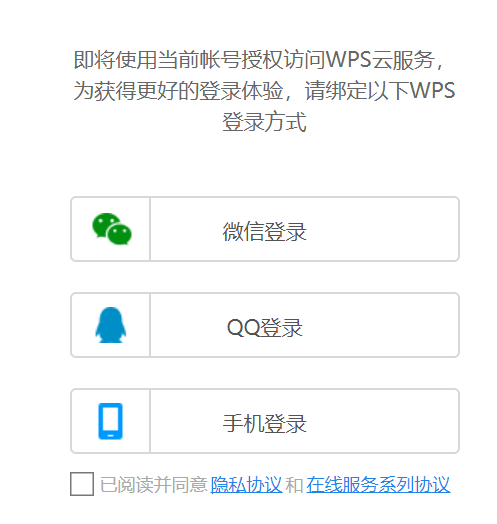 即将使用当前帐号授权访问WPS云服务，
为获得更好的登录体验，请绑定以下WPS
登录方式
微信登录
QQ登录
手机登录
已阅读并同意隐私协议和在线服务系列协议